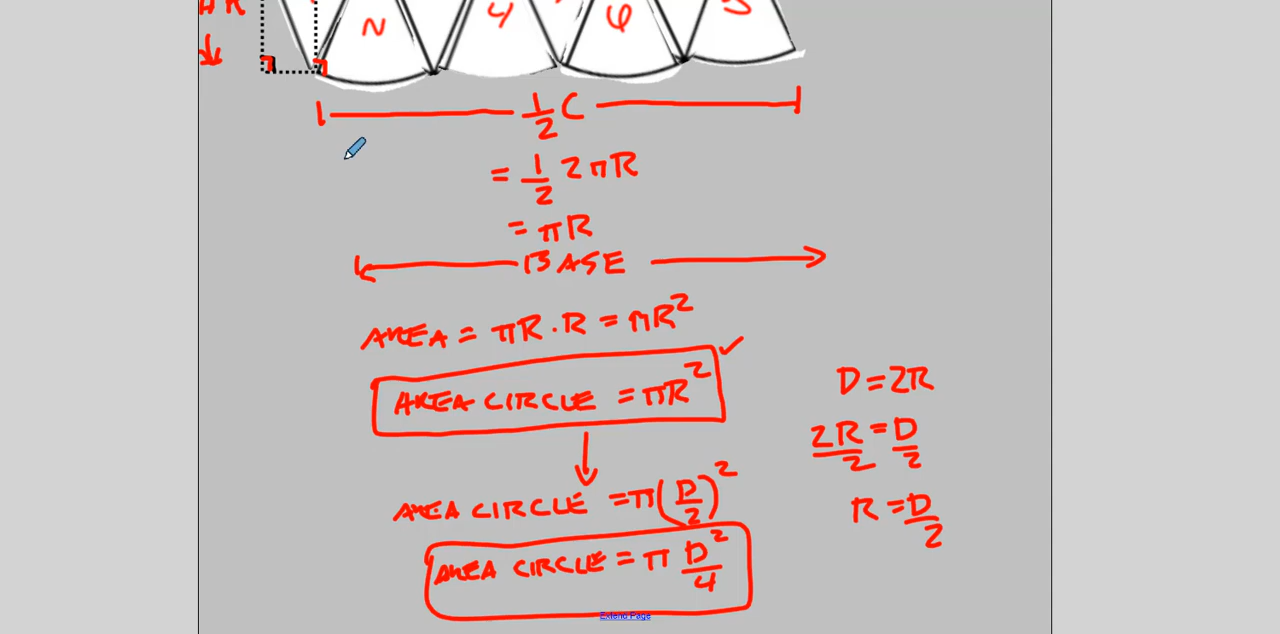 2 4 6
½ C
= ½ 2πR
= πR
BASE
AREA = πR · R = πR²
AREA CIRCLE = πR²
D = 2R
2R/2 = D/2
R = D/2
AREA CIRCLE = π(D/2)²
AREA CIRCLE = π D²/4
Extend Page